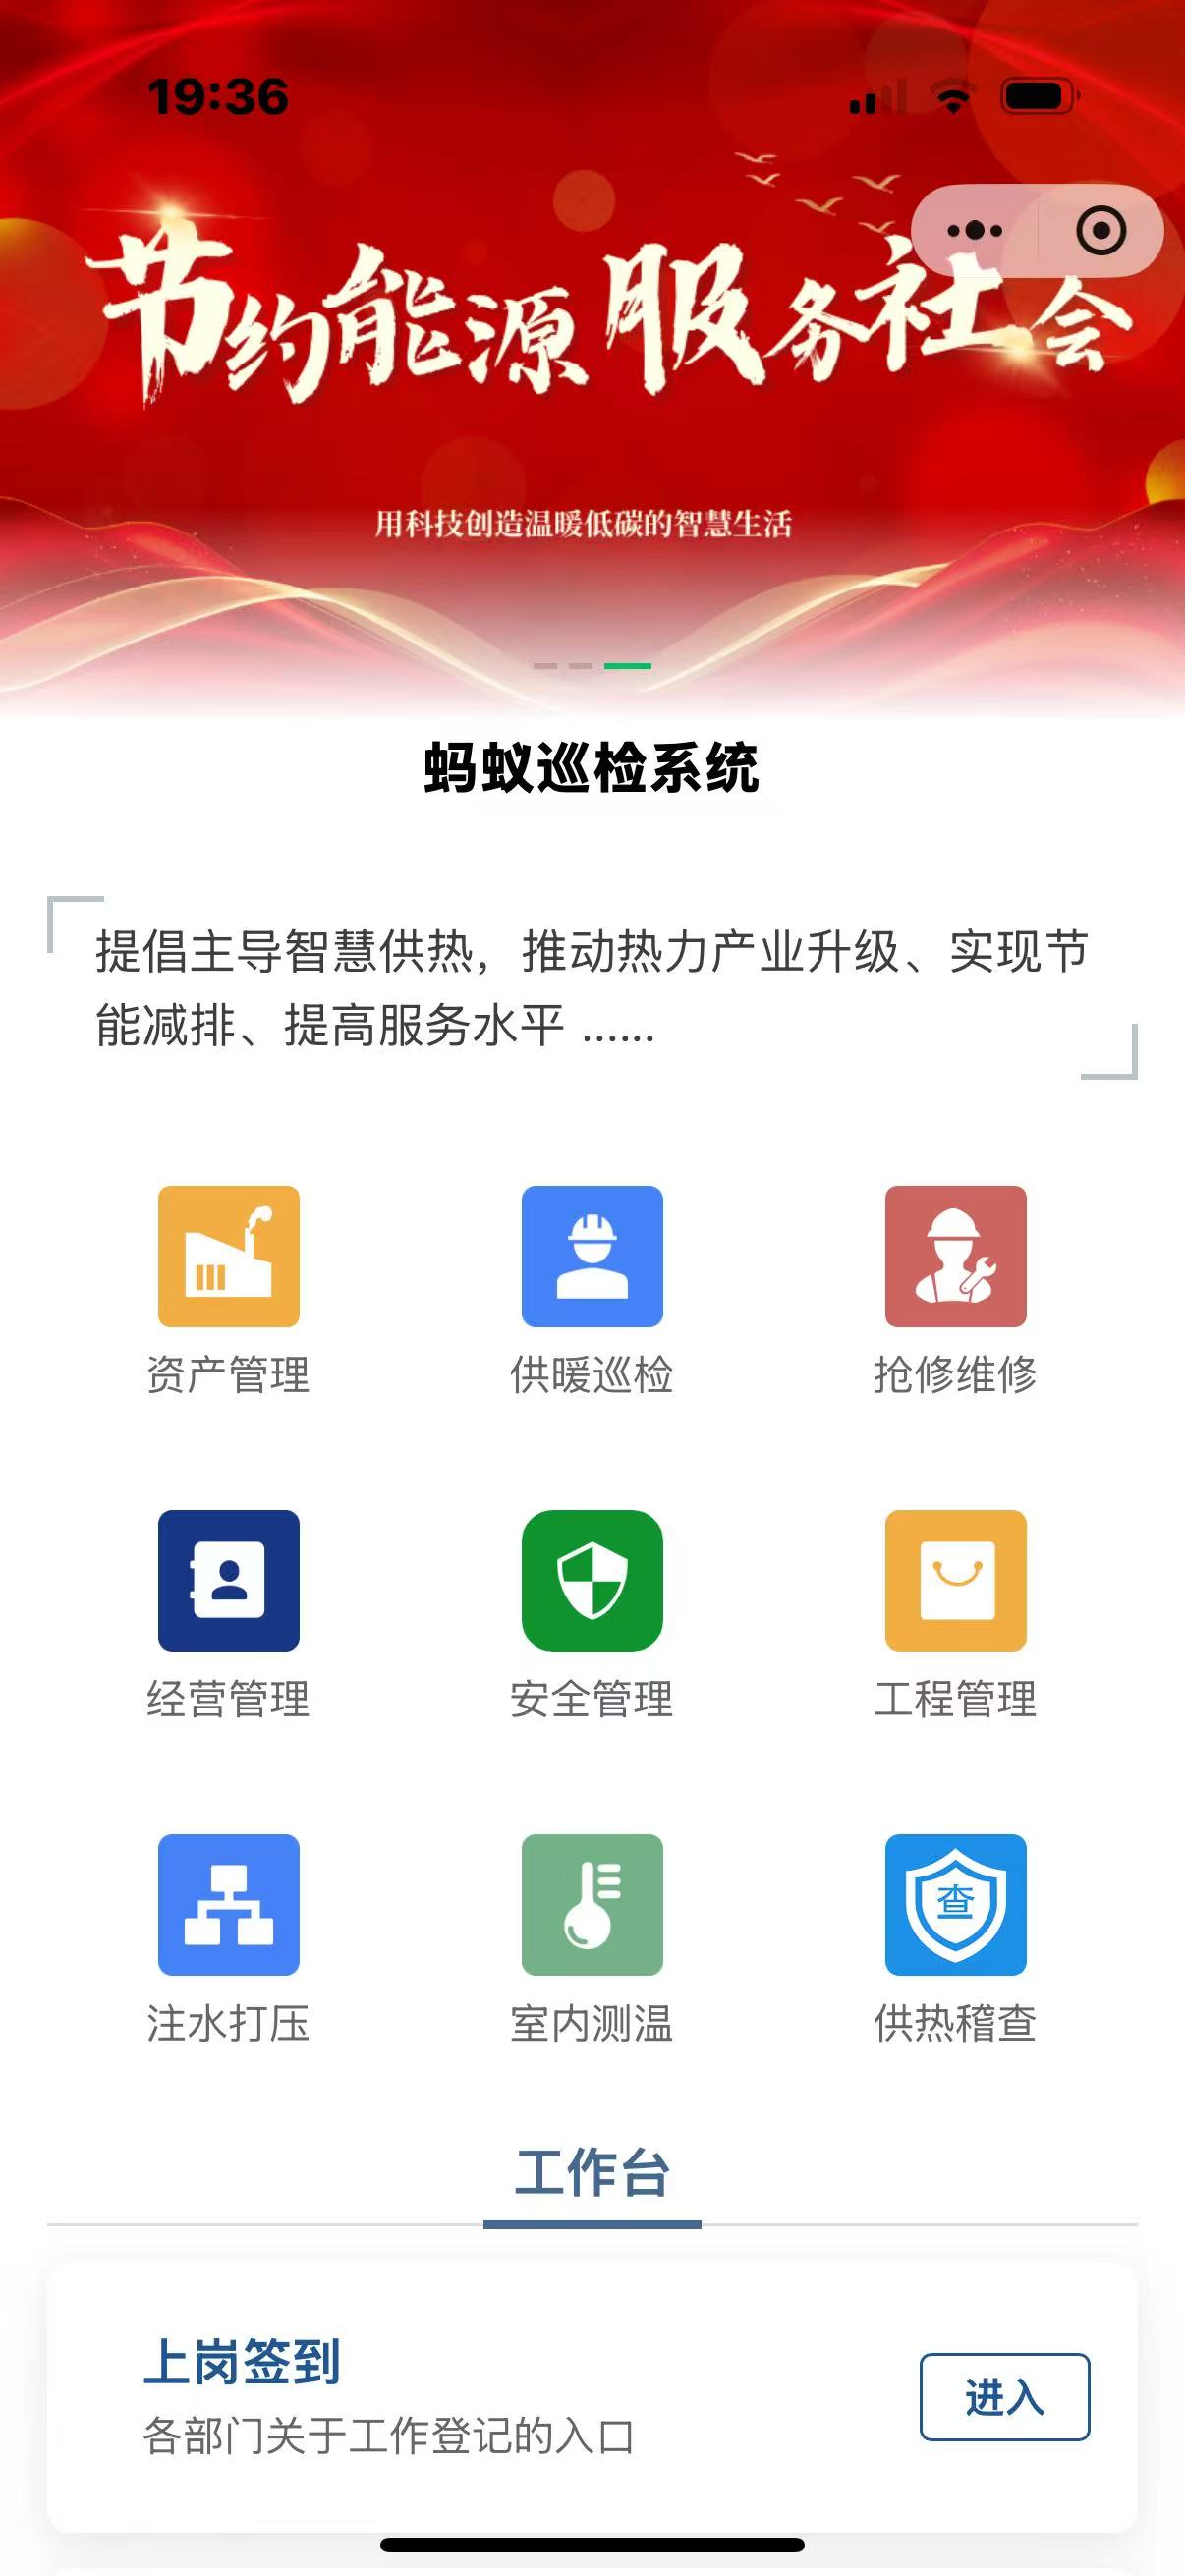 19:36
节约能源 服务社会
用科技创造温暖低碳的智慧生活
蚂蚁巡检系统
提倡主导智慧供热，推动热力产业升级、实现节
能减排、提高服务水平 ......
资产管理
供暖巡检
抢修维修
经营管理
安全管理
工程管理
查
注水打压
室内测温
供热稽查
工作台
上岗签到
进入
各部门关于工作登记的入口